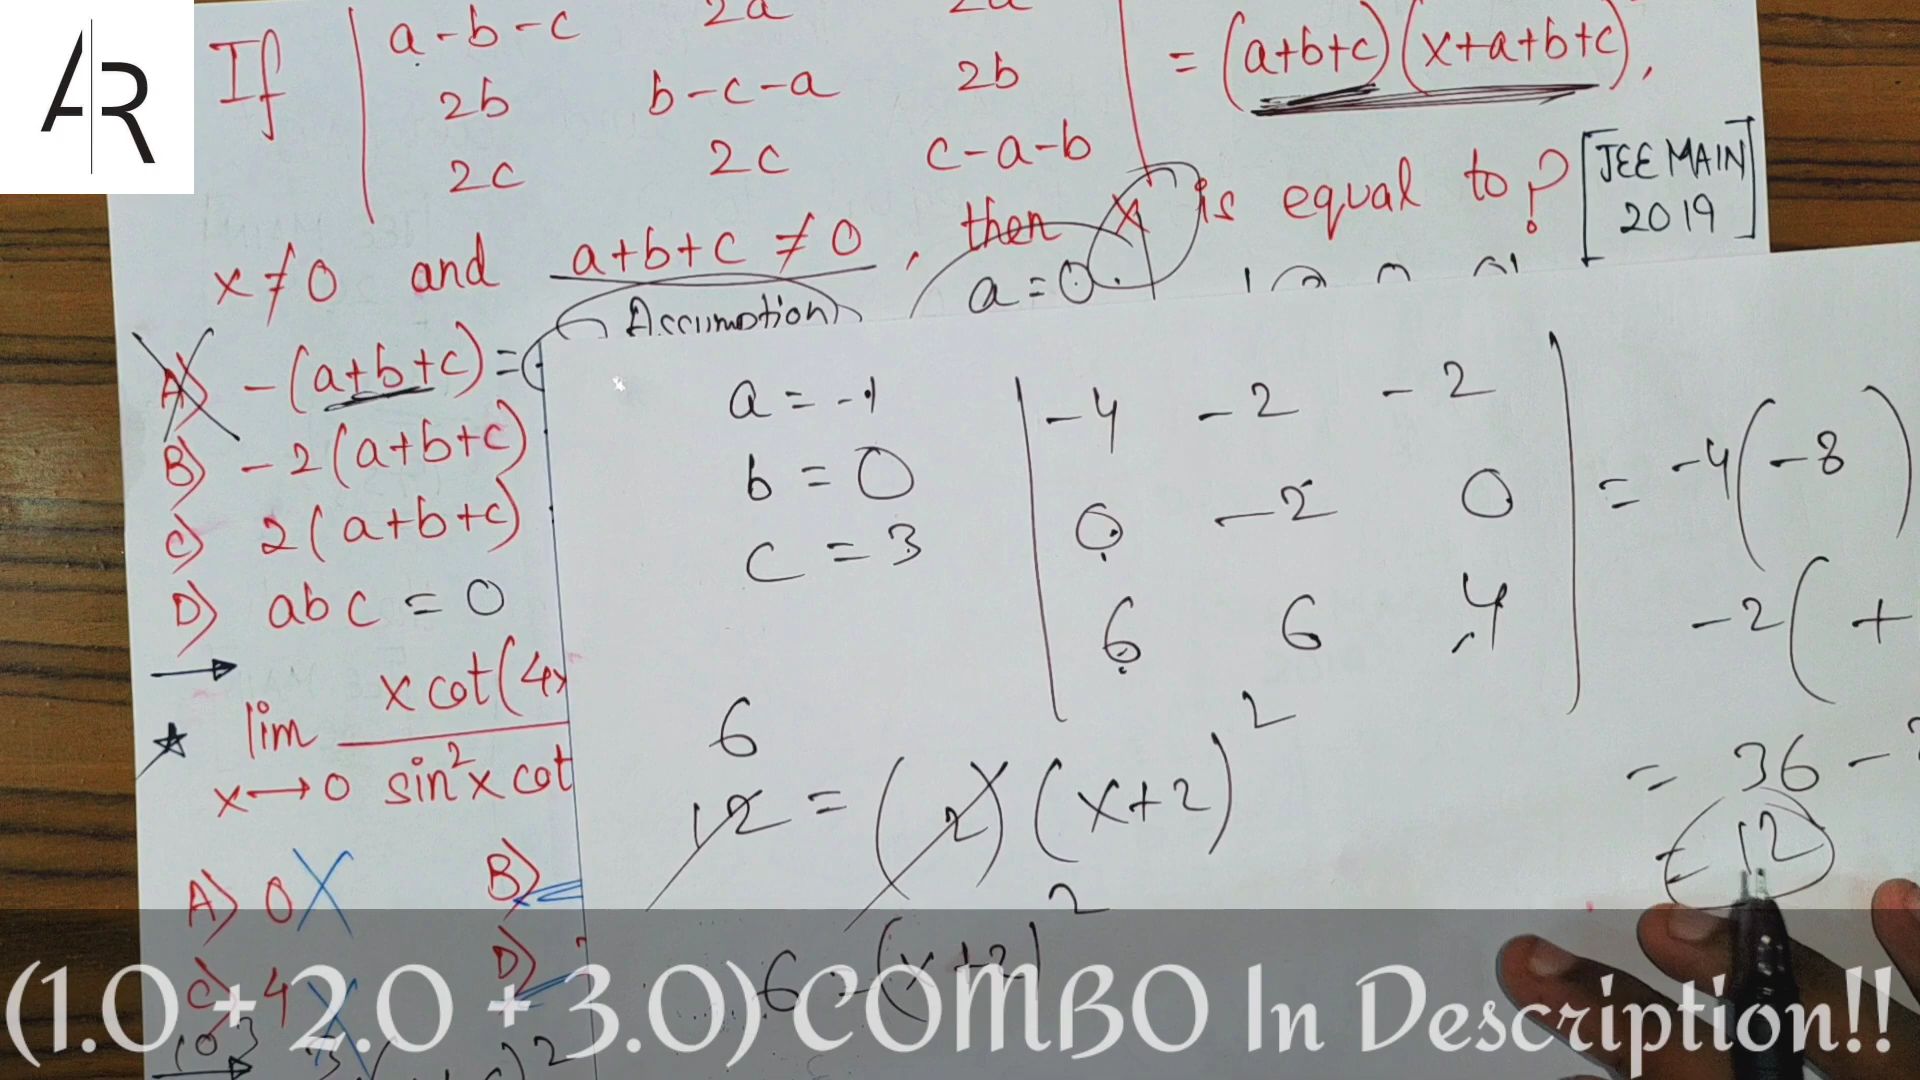 AR
If | a-b-c 2a 2a |
| 2b b-c-a 2b | = (a+b+c)(x+a+b+c),
| 2c 2c c-a-b |
x≠0 and a+b+c ≠ 0, then x is equal to? [JEE MAIN 2019]
Assumption a=0
A) -(a+b+c) =
B) -2(a+b+c)
C) 2(a+b+c)
D) abc = 0
lim x→0 x cot(4x
sin²x cot
A) 0
B)
C) 4
D)
a = -1
b = 0
c = 3
| -4 -2 -2 |
| 0 -2 0 | = -4(-8)
| 6 6 4 | -2( +
= 36 -
= 12
6
12 = (2)(x+2)²
6 = (x+2)²
(1.0 + 2.0 + 3.0) COMBO In Description!!